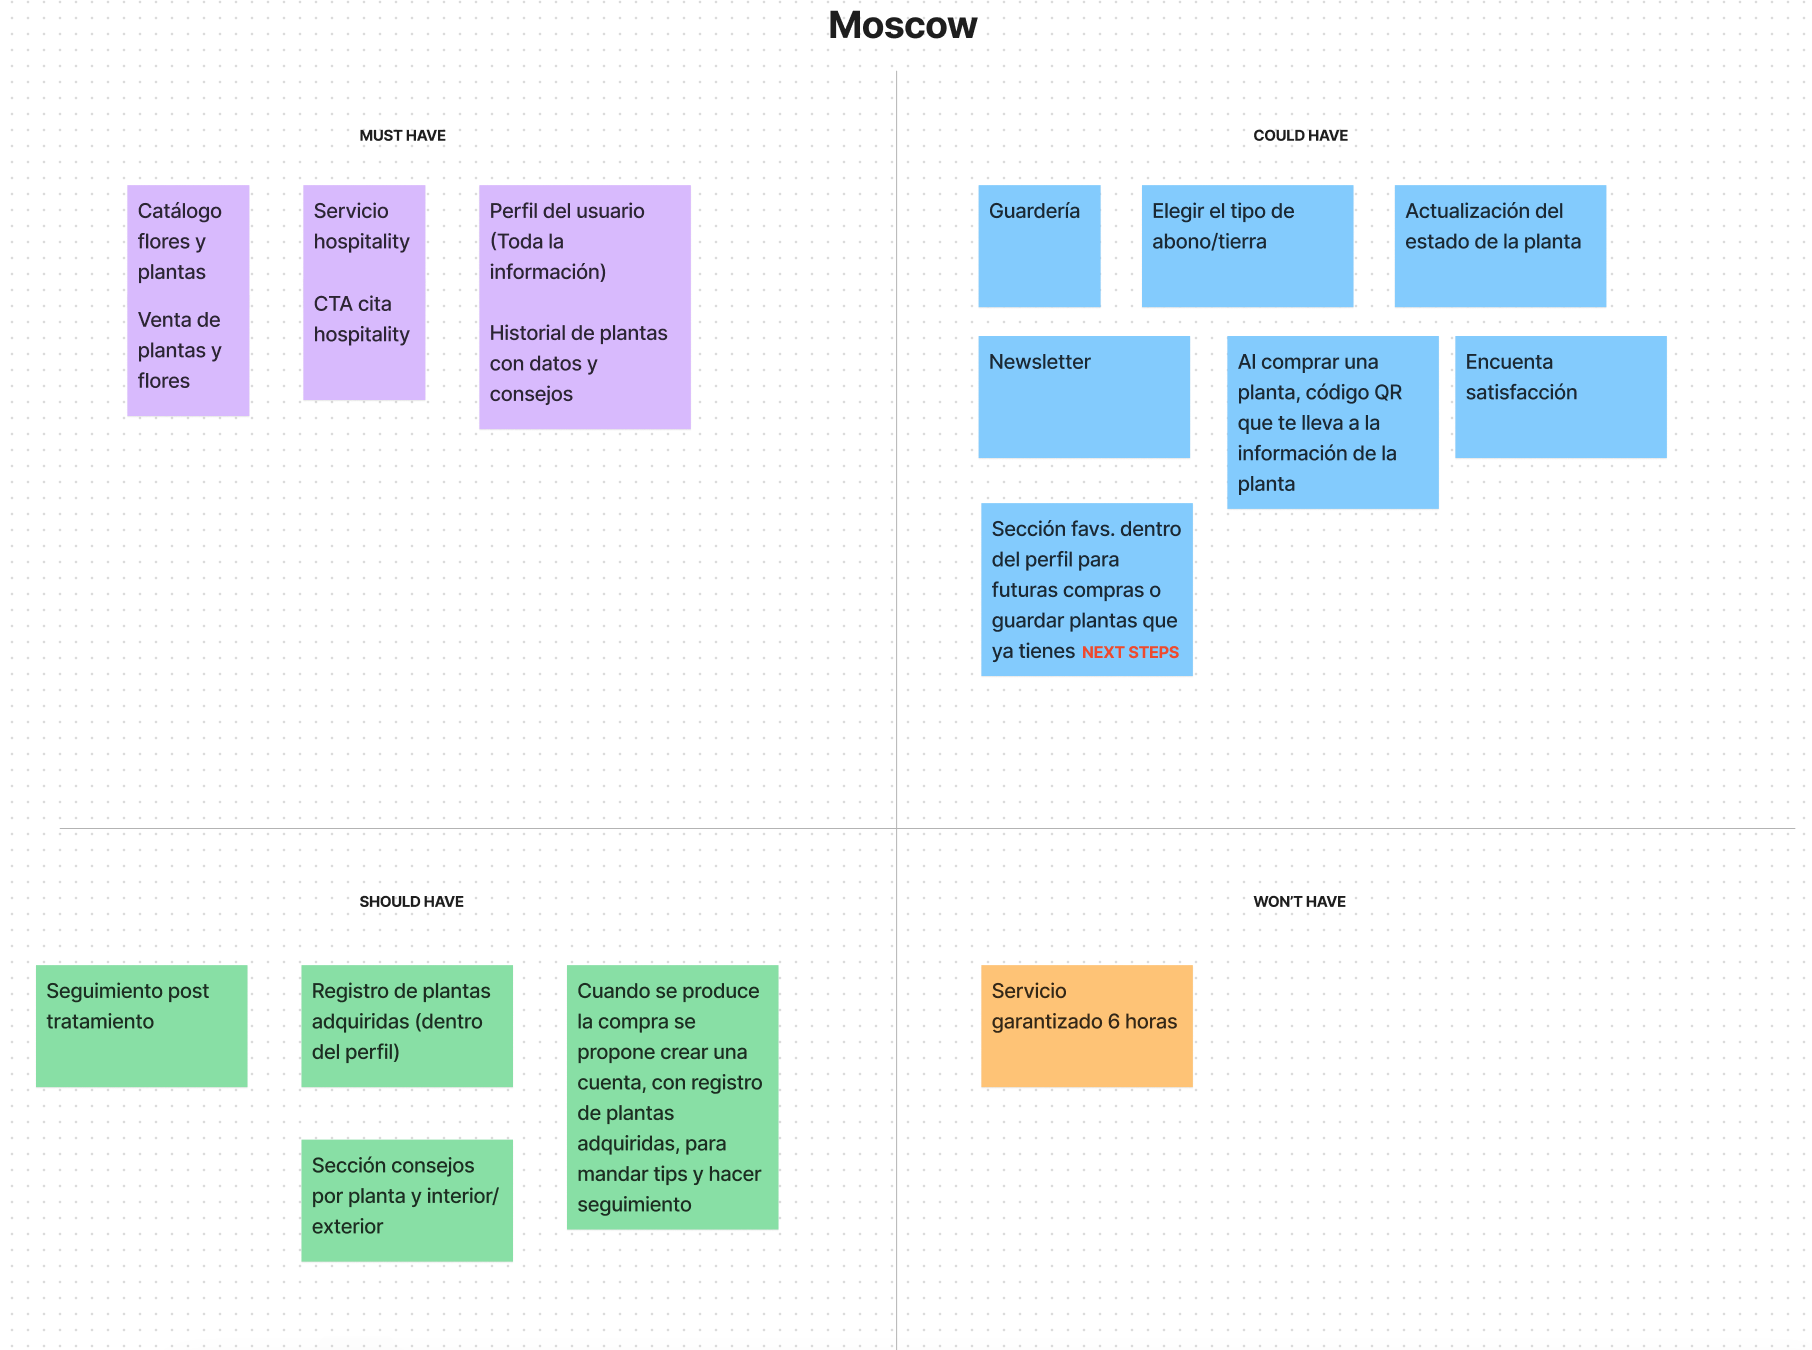 Moscow
MUST HAVE
Catálogo
flores y
plantas
Venta de
plantas y
flores
Servicio
hospitality
CTA cita
hospitality
Perfil del usuario
(Toda la
información)
Historial de plantas
con datos y
consejos
COULD HAVE
Guardería
Elegir el tipo de
abono/tierra
Actualización del
estado de la planta
Newsletter
Al comprar una
planta, código QR
que te lleva a la
información de la
planta
Encuenta
satisfacción
Sección favs. dentro
del perfil para
futuras compras o
guardar plantas que
ya tienes NEXT STEPS
SHOULD HAVE
Seguimiento post
tratamiento
Registro de plantas
adquiridas (dentro
del perfil)
Sección consejos
por planta y interior/
exterior
Cuando se produce
la compra se
propone crear una
cuenta, con registro
de plantas
adquiridas, para
mandar tips y hacer
seguimiento
WON'T HAVE
Servicio
garantizado 6 horas